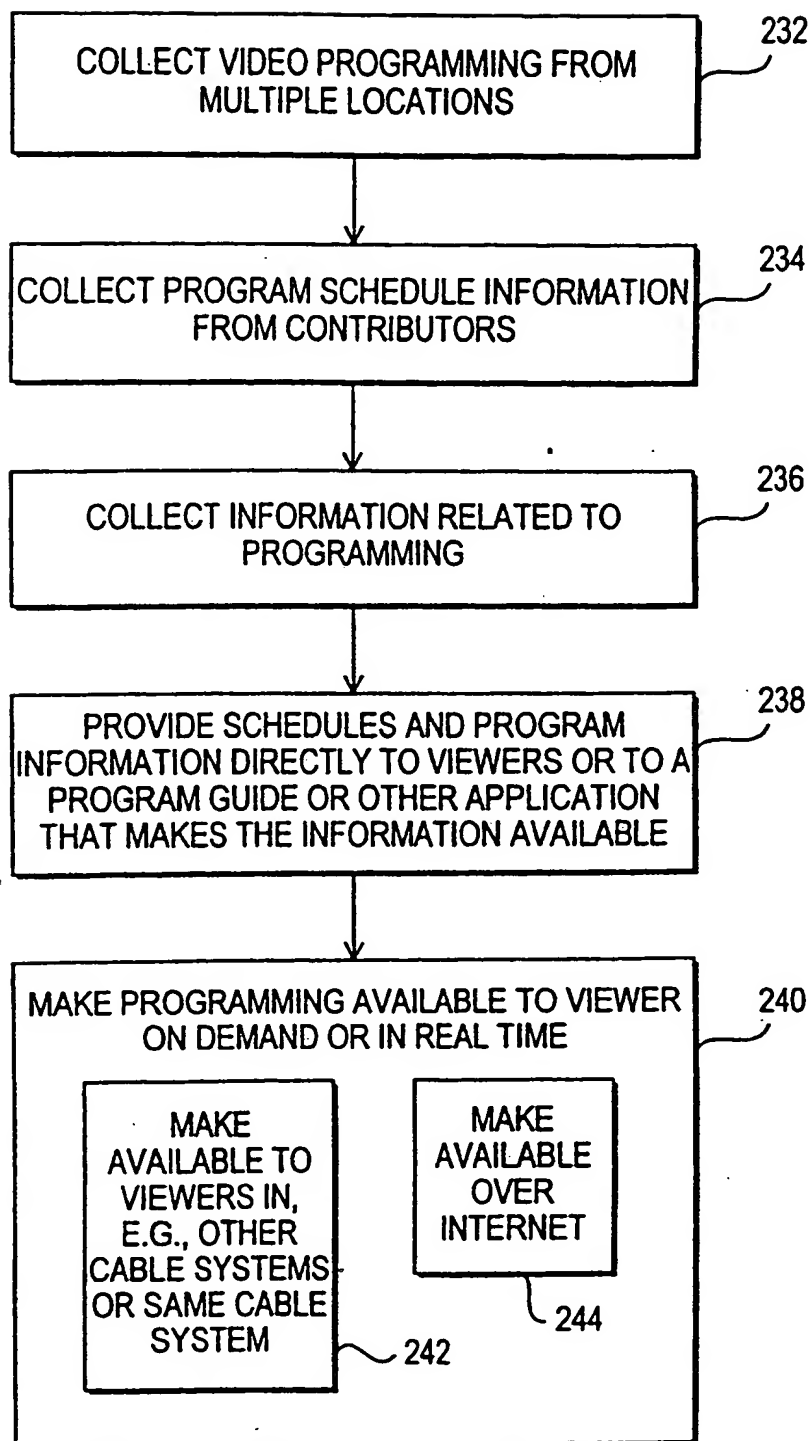 COLLECT VIDEO PROGRAMMING FROM
MULTIPLE LOCATIONS
232
COLLECT PROGRAM SCHEDULE INFORMATION
FROM CONTRIBUTORS
234
COLLECT INFORMATION RELATED TO
PROGRAMMING
236
PROVIDE SCHEDULES AND PROGRAM
INFORMATION DIRECTLY TO VIEWERS OR TO A
PROGRAM GUIDE OR OTHER APPLICATION
THAT MAKES THE INFORMATION AVAILABLE
238
MAKE PROGRAMMING AVAILABLE TO VIEWER
ON DEMAND OR IN REAL TIME
240
MAKE
AVAILABLE TO
VIEWERS IN,
E.G., OTHER
CABLE SYSTEMS
OR SAME CABLE
SYSTEM
242
MAKE
AVAILABLE
OVER
INTERNET
244